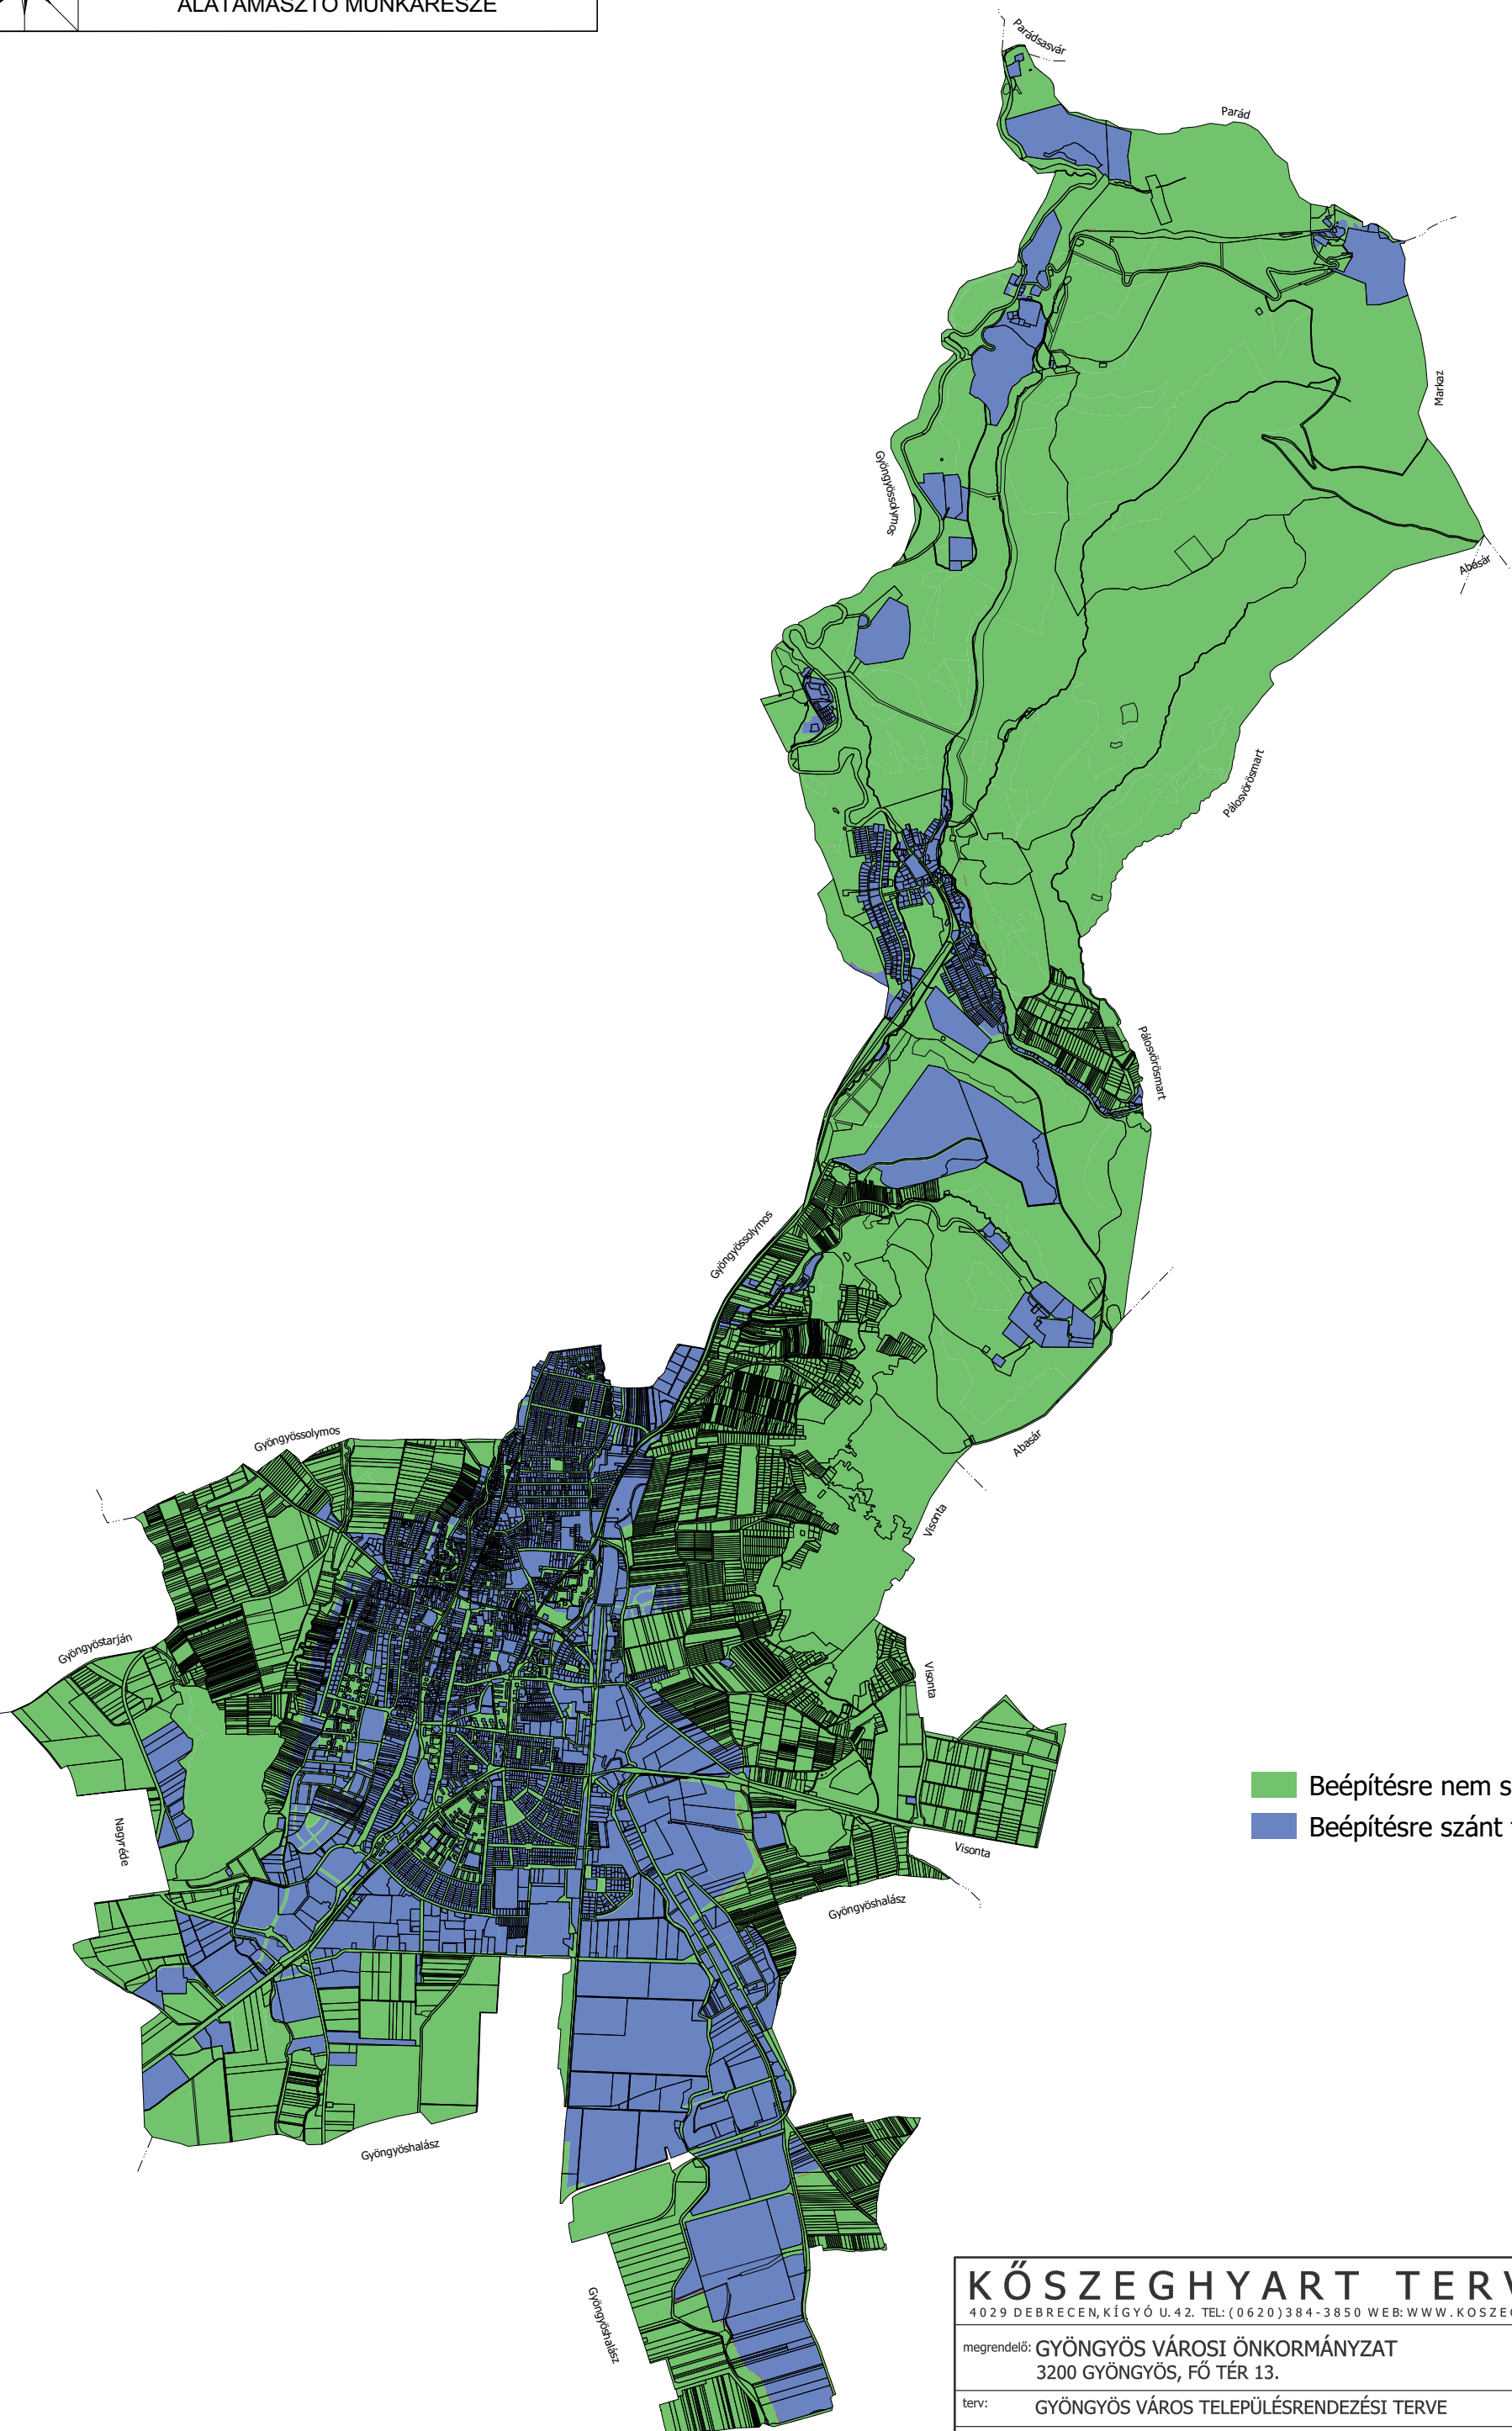 ALÁTÁMASZTÓ MUNKARÉSZE
Parádsasvár
Parád
Markaz
Gyöngyössolymos
Abasár
Pálosvörösmart
Pálosvörösmart
Gyöngyössolymos
Abasár
Gyöngyössolymos
Visonta
Gyöngyöstarján
Visonta
Beépítésre nem s
Nagyréde
Beépítésre szánt
Visonta
Gyöngyöshalász
Gyöngyöshalász
Gyöngyöshalász
KŐSZEGHYART TERV
4029 DEBRECEN, KÍGYÓ U. 42. TEL: (0620)384-3850 WEB: WWW.KOSZEG
megrendelő: GYÖNGYÖS VÁROSI ÖNKORMÁNYZAT
3200 GYÖNGYÖS, FŐ TÉR 13.
terv: GYÖNGYÖS VÁROS TELEPÜLÉSRENDEZÉSI TERVE